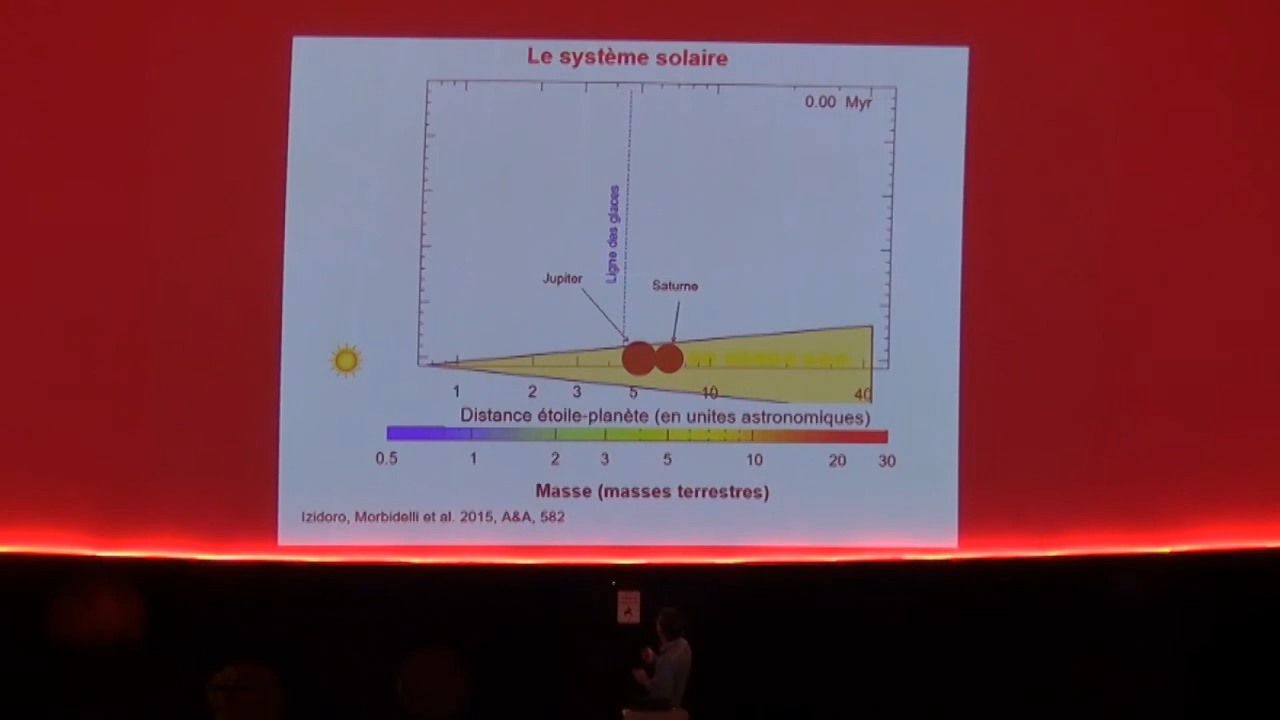 Le système solaire
0.00 Myr
Ligne des glaces
Jupiter
Saturne
1 2 3 5 10 40
Distance étoile-planète (en unites astronomiques)
0.5 1 2 3 5 10 20 30
Masse (masses terrestres)
Izidoro, Morbidelli et al. 2015, A&A, 582